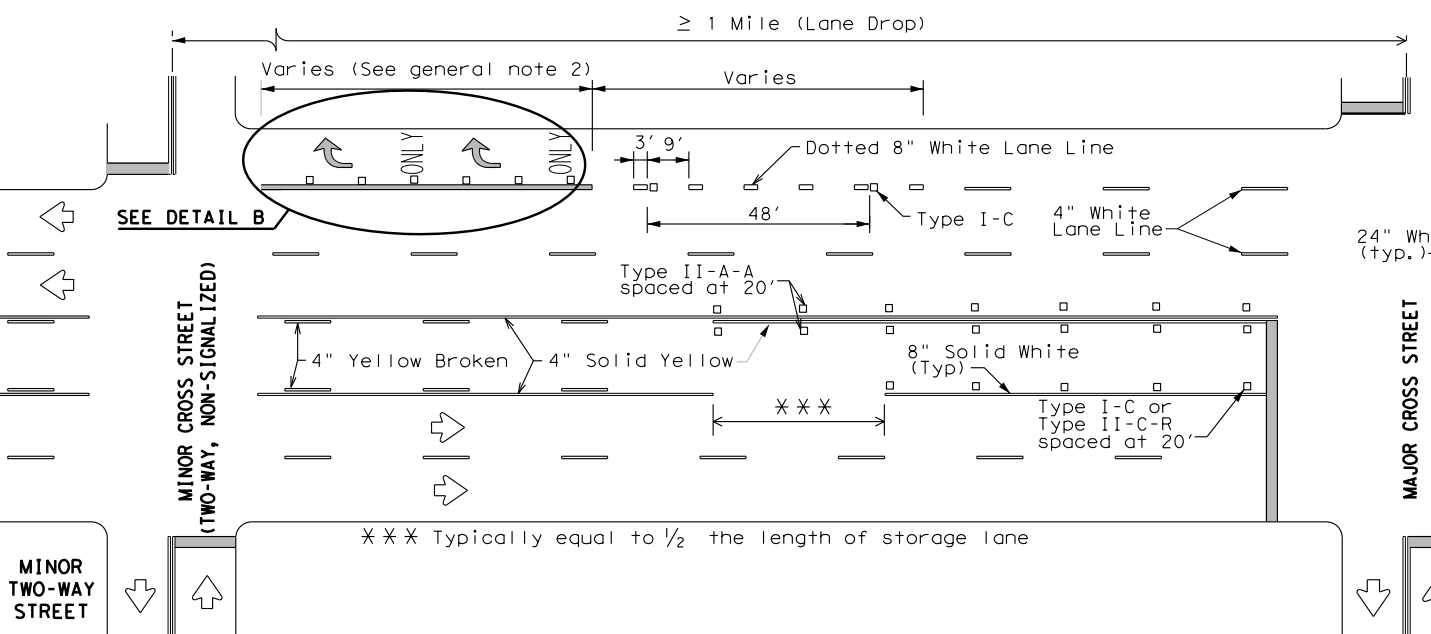 ≥ 1 Mile (Lane Drop)
Varies (See general note 2)
Varies
ONLY
ONLY
3' 9'
Dotted 8" White Lane Line
SEE DETAIL B
48'
Type I-C
4" White
Lane Line
24" Wh
(typ.)
Type II-A-A
spaced at 20'
MINOR CROSS STREET
(TWO-WAY, NON-SIGNALIZED)
4" Yellow Broken
4" Solid Yellow
8" Solid White
(Typ)
MAJOR CROSS STREET
***
Type I-C or
Type II-C-R
spaced at 20'
*** Typically equal to 1/2 the length of storage lane
MINOR
TWO-WAY
STREET